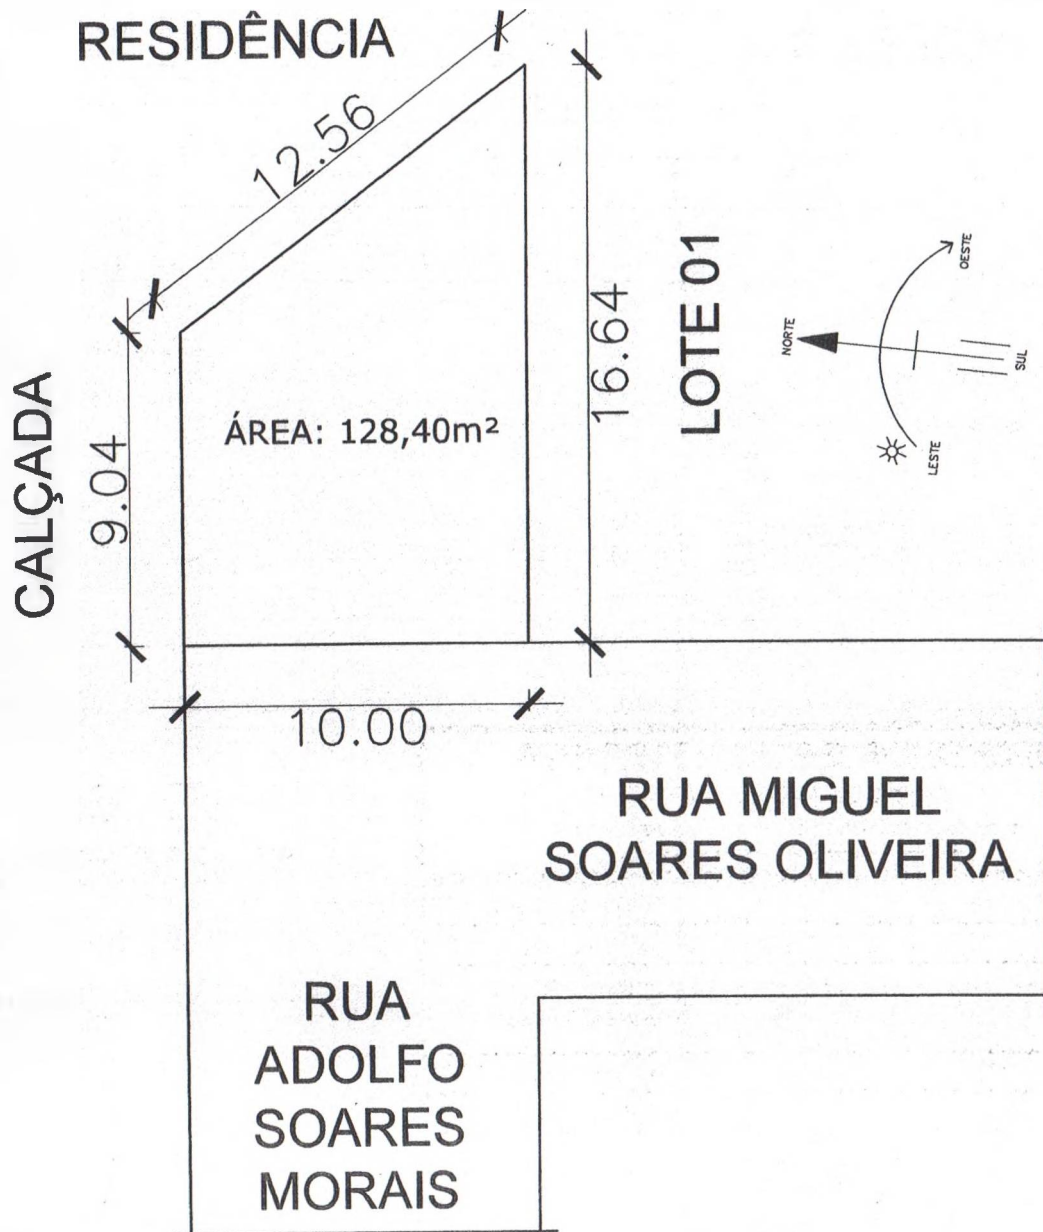 RESIDÊNCIA
12.56
CALÇADA
9.04
ÁREA: 128,40m²
16.64
LOTE 01
NORTE
OESTE
SUL
LESTE
10.00
RUA MIGUEL
SOARES OLIVEIRA
RUA
ADOLFO
SOARES
MORAIS